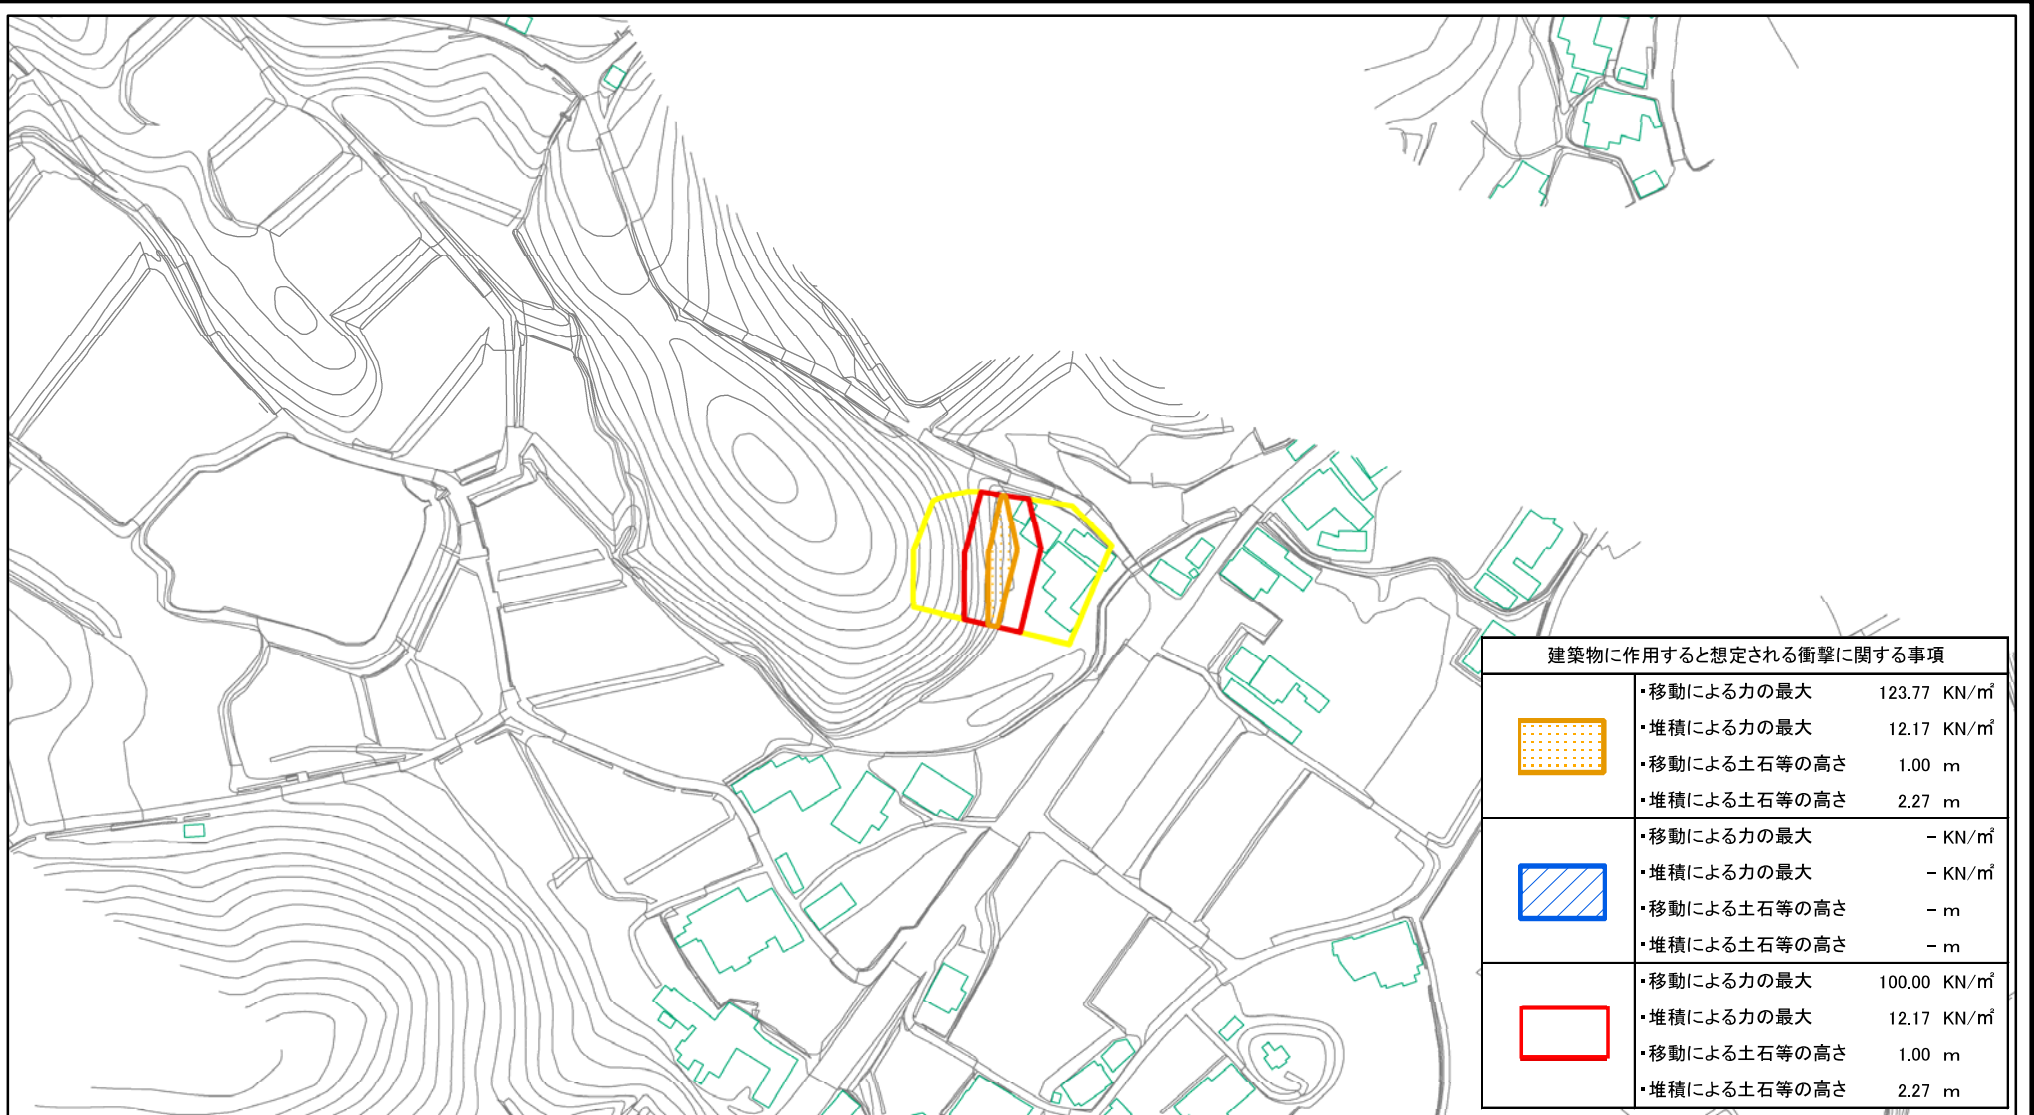 建築物に作用すると想定される衝撃に関する事項
・移動による力の最大 123.77 KN/㎡
・堆積による力の最大 12.17 KN/㎡
・移動による土石等の高さ 1.00 m
・堆積による土石等の高さ 2.27 m
・移動による力の最大 - KN/㎡
・堆積による力の最大 - KN/㎡
・移動による土石等の高さ - m
・堆積による土石等の高さ - m
・移動による力の最大 100.00 KN/㎡
・堆積による力の最大 12.17 KN/㎡
・移動による土石等の高さ 1.00 m
・堆積による土石等の高さ 2.27 m